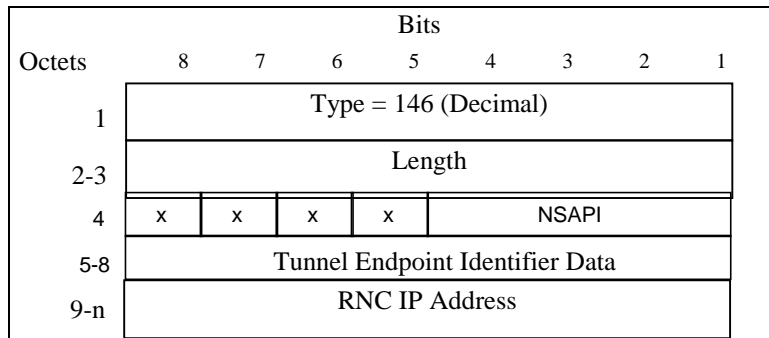 Bits
Octets 8 7 6 5 4 3 2 1
1 Type = 146 (Decimal)
2-3 Length
4 x x x x NSAPI
5-8 Tunnel Endpoint Identifier Data
9-n RNC IP Address